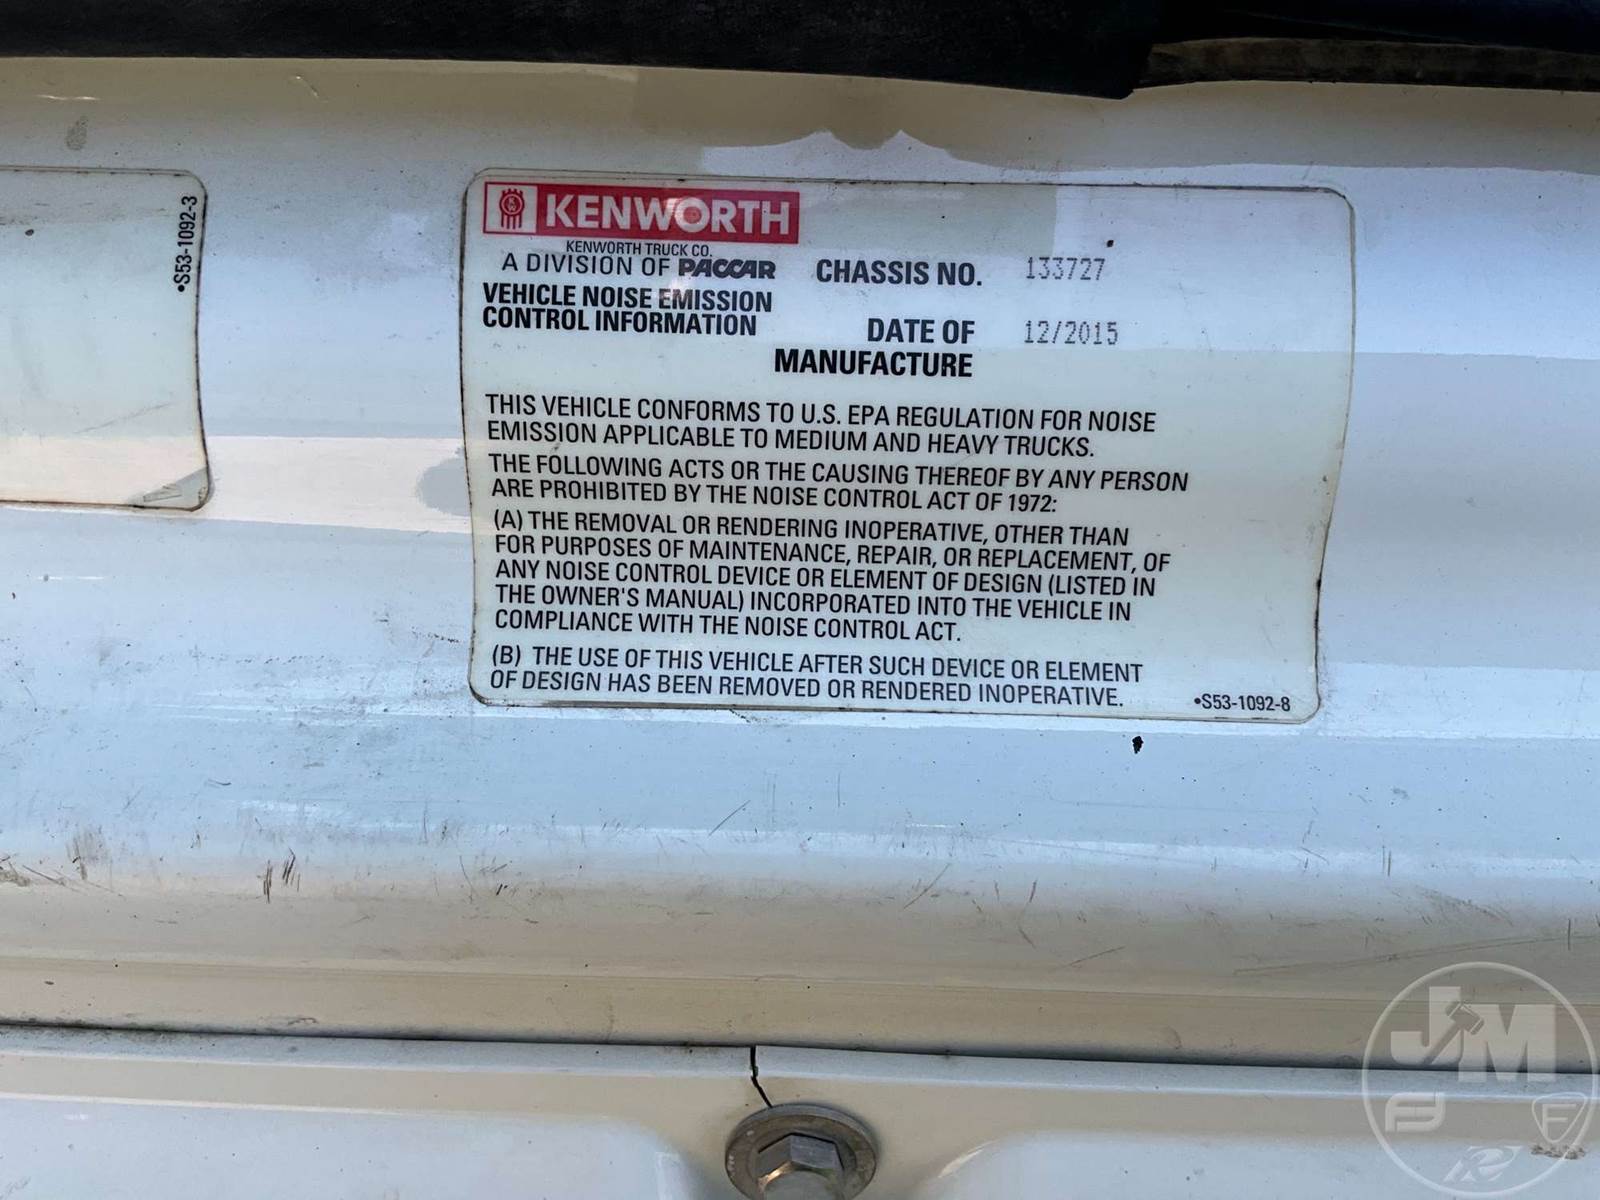 •S53-1092-3
KW KENWORTH
KENWORTH TRUCK CO.
A DIVISION OF PACCAR
CHASSIS NO. 133727
VEHICLE NOISE EMISSION
CONTROL INFORMATION
DATE OF 12/2015
MANUFACTURE
THIS VEHICLE CONFORMS TO U.S. EPA REGULATION FOR NOISE
EMISSION APPLICABLE TO MEDIUM AND HEAVY TRUCKS.
THE FOLLOWING ACTS OR THE CAUSING THEREOF BY ANY PERSON
ARE PROHIBITED BY THE NOISE CONTROL ACT OF 1972:
(A) THE REMOVAL OR RENDERING INOPERATIVE, OTHER THAN
FOR PURPOSES OF MAINTENANCE, REPAIR, OR REPLACEMENT, OF
ANY NOISE CONTROL DEVICE OR ELEMENT OF DESIGN (LISTED IN
THE OWNER'S MANUAL) INCORPORATED INTO THE VEHICLE IN
COMPLIANCE WITH THE NOISE CONTROL ACT.
(B) THE USE OF THIS VEHICLE AFTER SUCH DEVICE OR ELEMENT
OF DESIGN HAS BEEN REMOVED OR RENDERED INOPERATIVE.
•S53-1092-8
JM